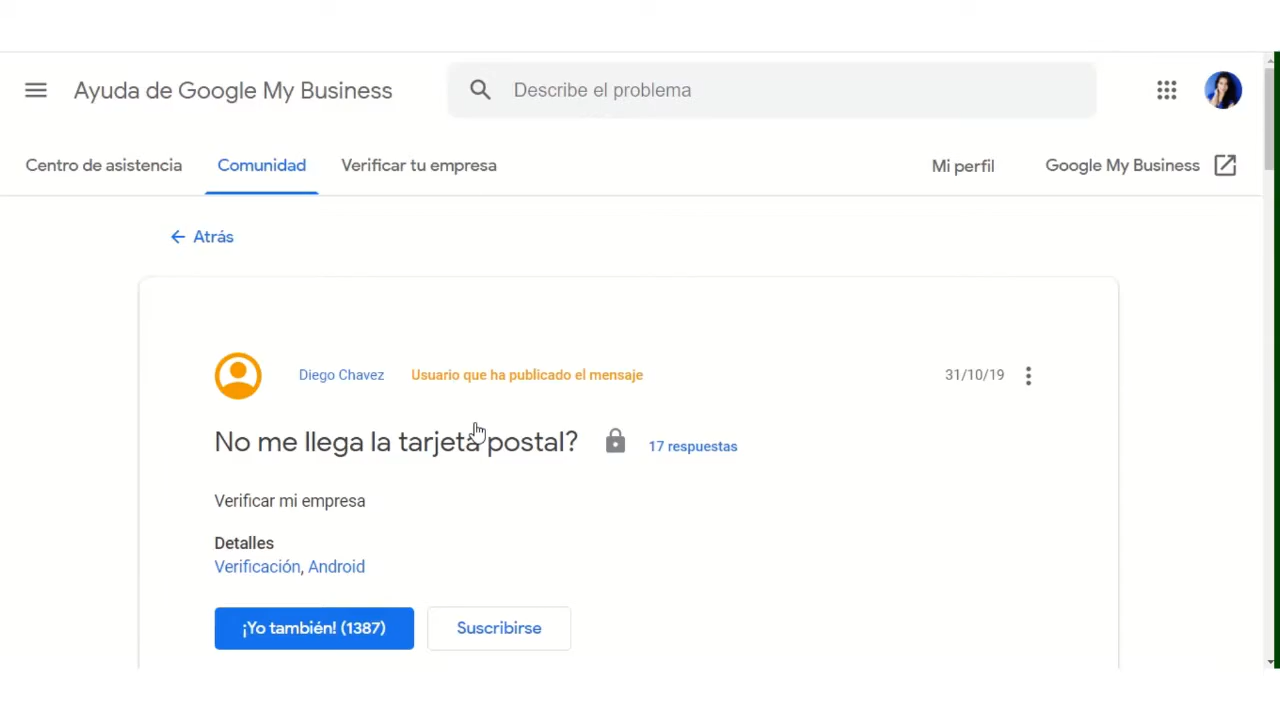 Ayuda de Google My Business
Describe el problema
Centro de asistencia
Comunidad
Verificar tu empresa
Mi perfil
Google My Business
Atrás
Diego Chavez
Usuario que ha publicado el mensaje
31/10/19
No me llega la tarjeta postal?
17 respuestas
Verificar mi empresa
Detalles
Verificación, Android
¡Yo también! (1387)
Suscribirse